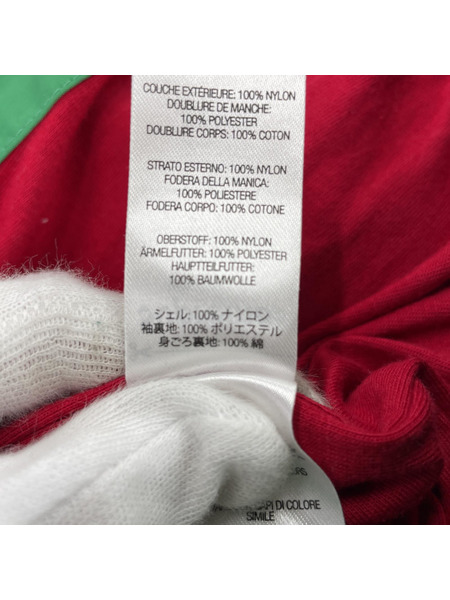 COUCHE EXTÉRIEURE: 100% NYLON
DOUBLURE DE MANCHE:
100% POLYESTER
DOUBLURE CORPS: 100% COTON
STRATO ESTERNO: 100% NYLON
FODERA DELLA MANICA:
100% POLIESTERE
FODERA CORPO: 100% COTONE
OBERSTOFF: 100% NYLON
ÄRMELFUTTER: 100% POLYESTER
HAUPTTEILFUTTER:
100% BAUMWOLLE
シェル: 100% ナイロン
袖裏地: 100% ポリエステル
身ごろ裏地: 100% 綿
CAPI DI COLORE
SIMILE